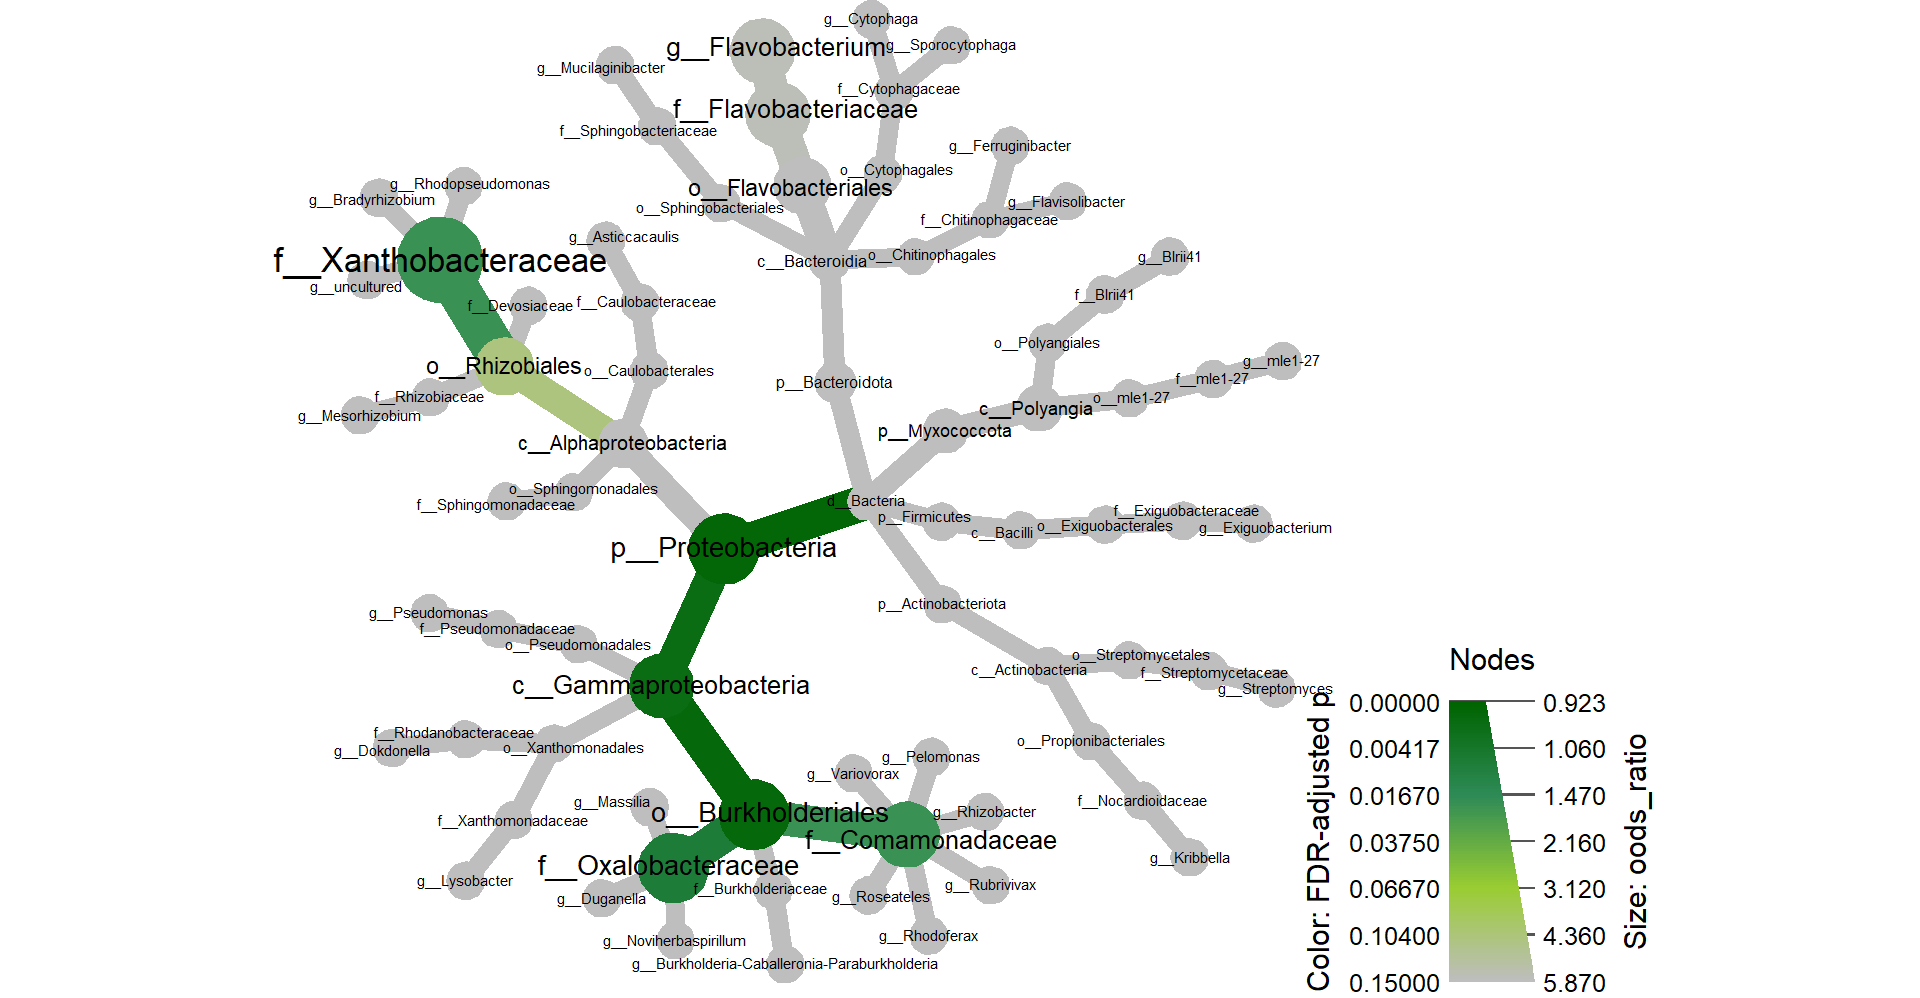 g__Cytophaga
g__Flavobacterium
g__Sporocytophaga
g__Mucilaginibacter
f__Cytophagaceae
f__Flavobacteriaceae
f__Sphingobacteriaceae
g__Ferruginibacter
o__Cytophagales
g__Rhodopseudomonas
o__Flavobacteriales
g__Bradyrhizobium
g__Flavisolibacter
o__Sphingobacteriales
f__Chitinophagaceae
g__Asticcacaulis
o__Chitinophagales
g__Blrii41
f__Xanthobacteraceae
c__Bacteroidia
g__uncultured
f__Blrii41
f__Devosiaceae
f__Caulobacteraceae
o__Polyangiales
g__mle1-27
o__Rhizobiales
o__Caulobacterales
f__mle1-27
p__Bacteroidota
f__Rhizobiaceae
o__mle1-27
c__Polyangia
g__Mesorhizobium
p__Myxococcota
c__Alphaproteobacteria
o__Sphingomonadales
d__Bacteria
f__Sphingomonadaceae
p__Firmicutes
f__Exiguobacteraceae
o__Exiguobacterales
g__Exiguobacterium
c__Bacilli
p__Proteobacteria
p__Actinobacteriota
g__Pseudomonas
f__Pseudomonadaceae
o__Pseudomonadales
o__Streptomycetales
c__Actinobacteria
f__Streptomycetaceae
g__Streptomyces
c__Gammaproteobacteria
f__Rhodanobacteraceae
o__Propionibacteriales
g__Dokdonella
o__Xanthomonadales
g__Pelomonas
g__Variovorax
g__Massilia
f__Nocardioidaceae
o__Burkholderiales
g__Rhizobacter
f__Xanthomonadaceae
f__Comamonadaceae
g__Kribbella
f__Oxalobacteraceae
g__Lysobacter
g__Rubrivivax
f__Burkholderiaceae
g__Duganella
g__Roseateles
g__Rhodoferax
g__Noviherbaspirillum
g__Burkholderia-Caballeronia-Paraburkholderia
Nodes
Color: FDR-adjusted p
0.00000 0.923
0.00417 1.060
0.01670 1.470
0.03750 2.160
0.06670 3.120
0.10400 4.360
0.15000 5.870
Size: oods_ratio